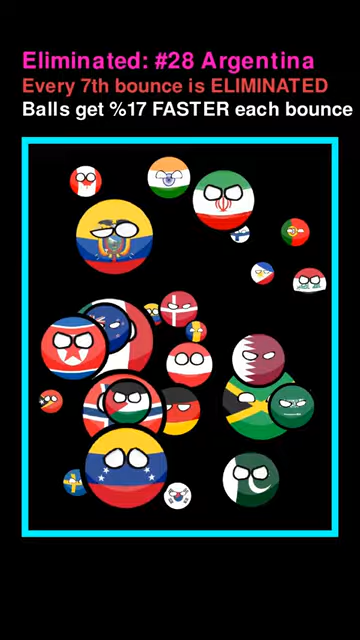 Eliminated: #28 Argentina
Every 7th bounce is ELIMINATED
Balls get %17 FASTER each bounce